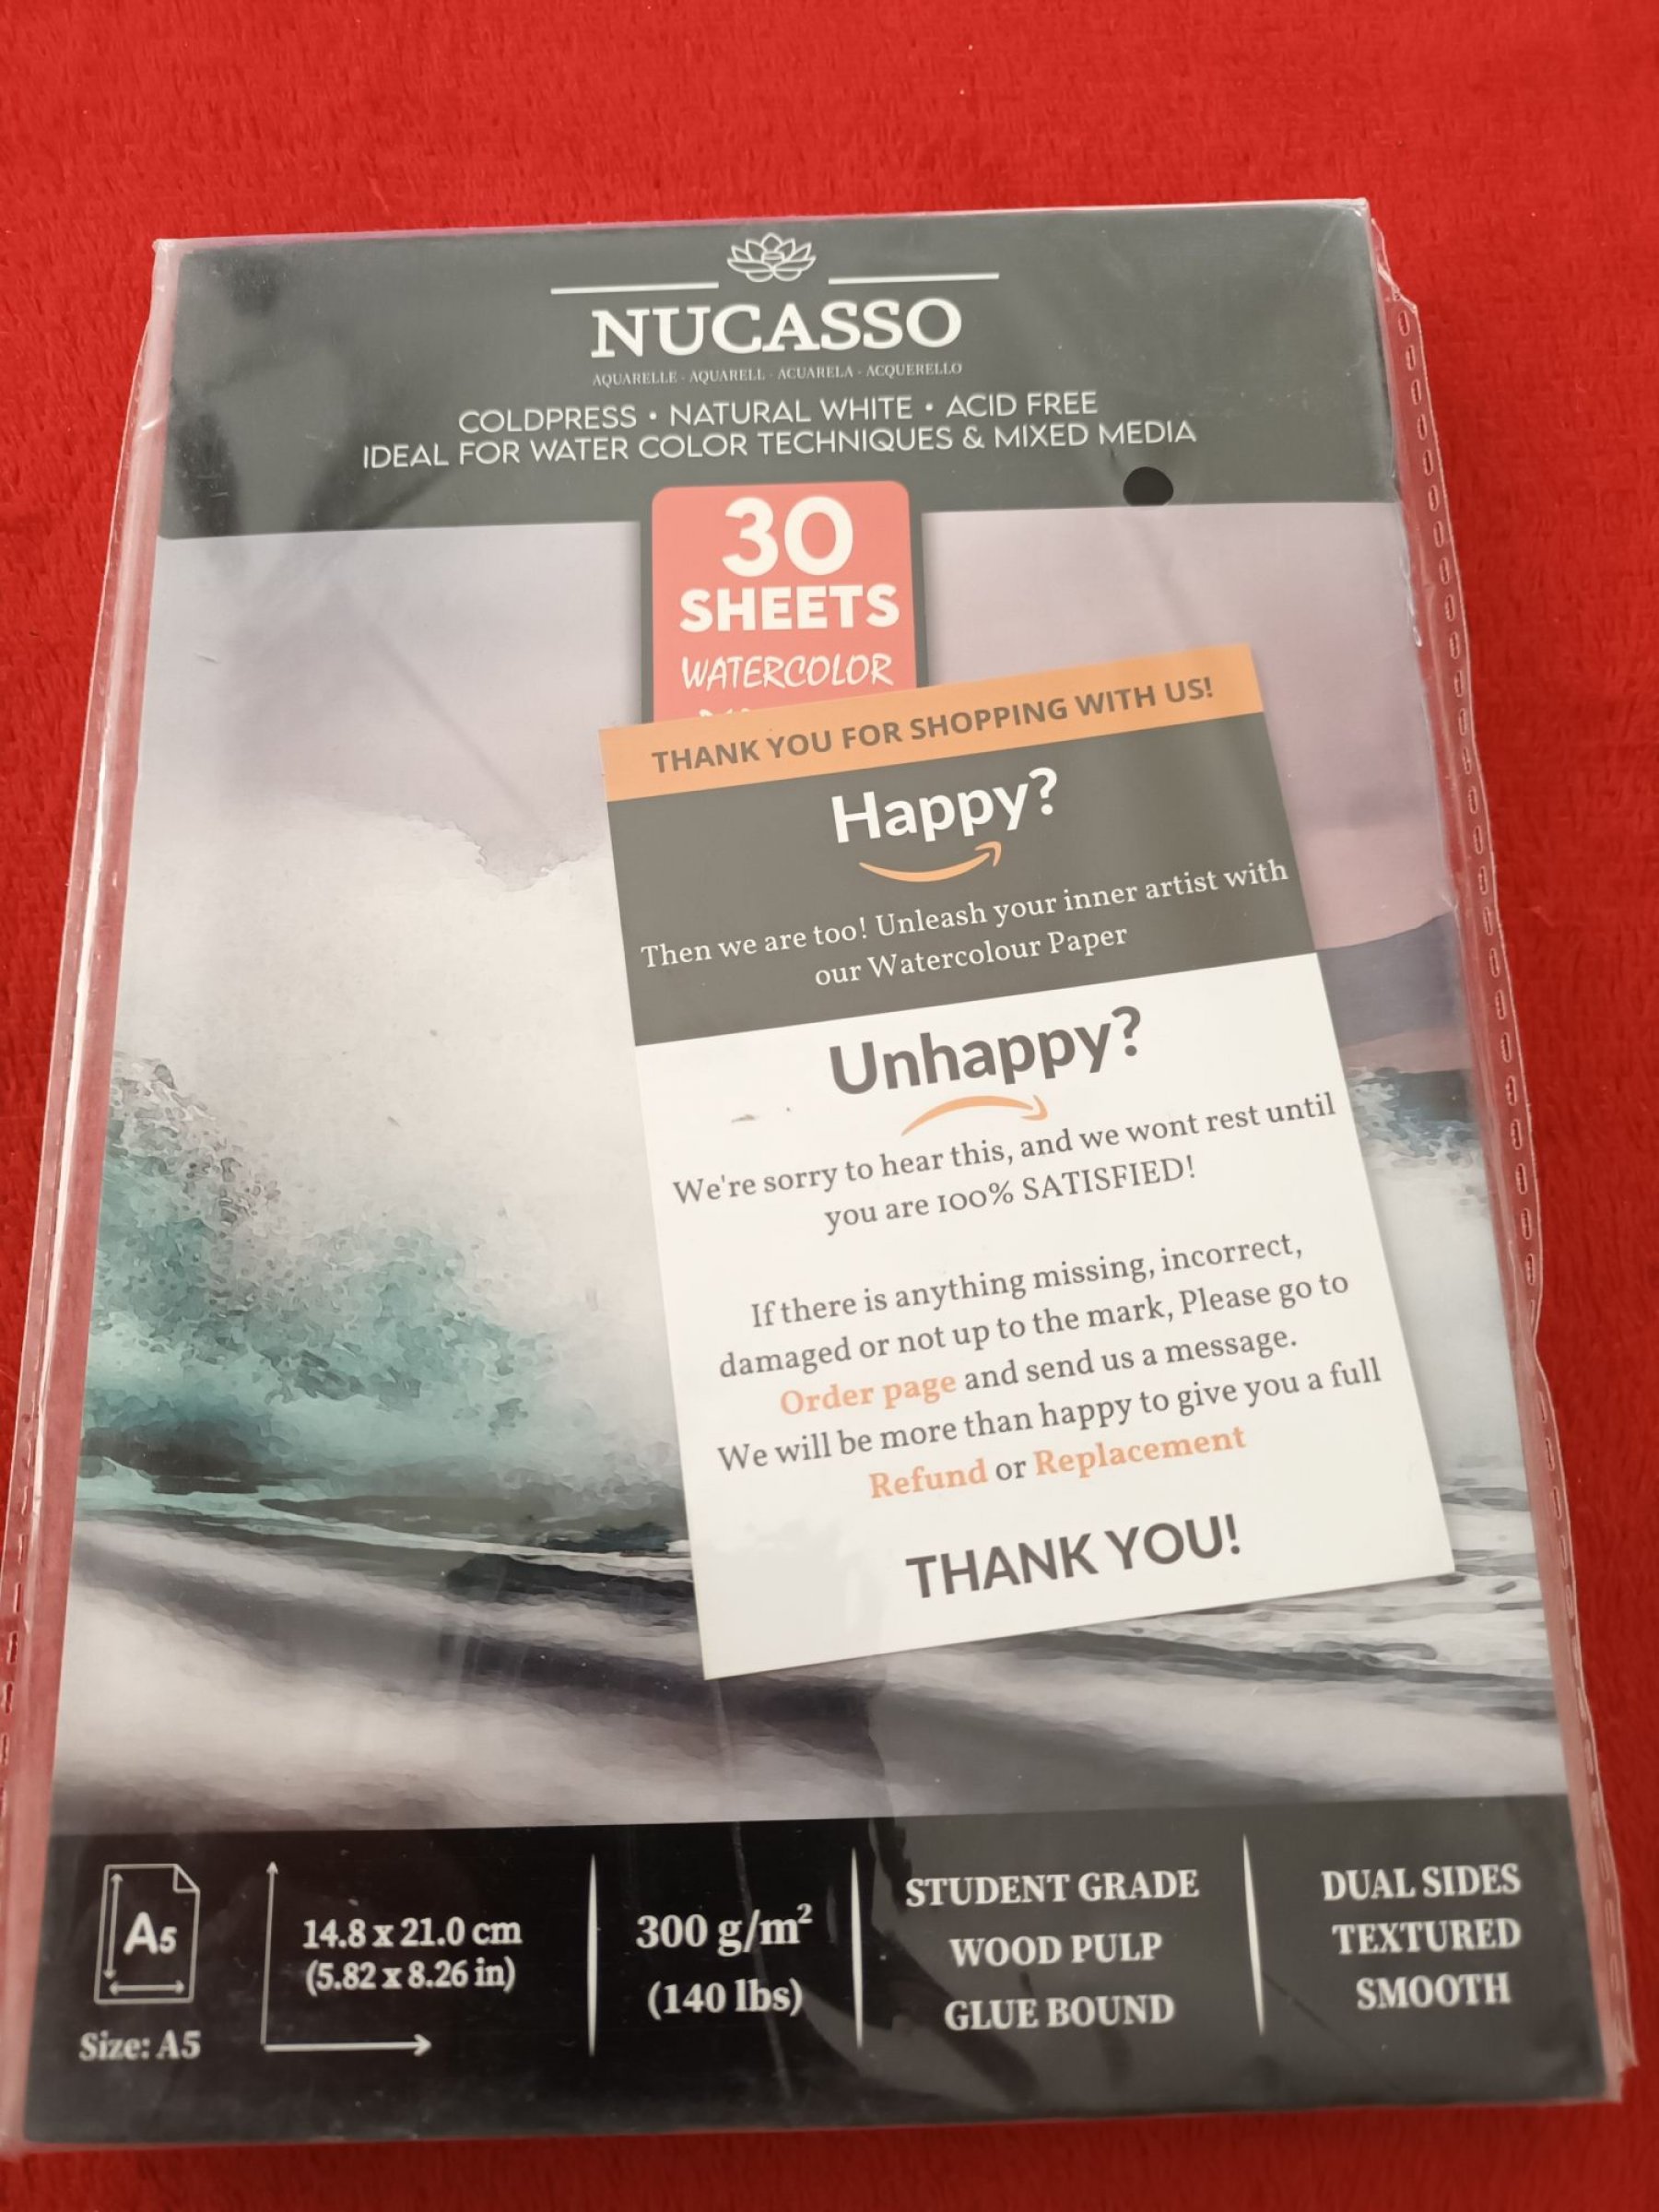 NUCASSO
AQUARELLE - AQUARELL - ACUARELA - ACQUERELLO
COLDPRESS • NATURAL WHITE • ACID FREE
IDEAL FOR WATER COLOR TECHNIQUES & MIXED MEDIA
30
SHEETS
WATERCOLOR
THANK YOU FOR SHOPPING WITH US!
Happy?
Then we are too! Unleash your inner artist with
our Watercolour Paper
Unhappy?
We're sorry to hear this, and we wont rest until
you are 100% SATISFIED!
If there is anything missing, incorrect,
damaged or not up to the mark, Please go to
Order page and send us a message.
We will be more than happy to give you a full
Refund or Replacement
THANK YOU!
A5
Size: A5
14.8 x 21.0 cm
(5.82 x 8.26 in)
300 g/m²
(140 lbs)
STUDENT GRADE
WOOD PULP
GLUE BOUND
DUAL SIDES
TEXTURED
SMOOTH